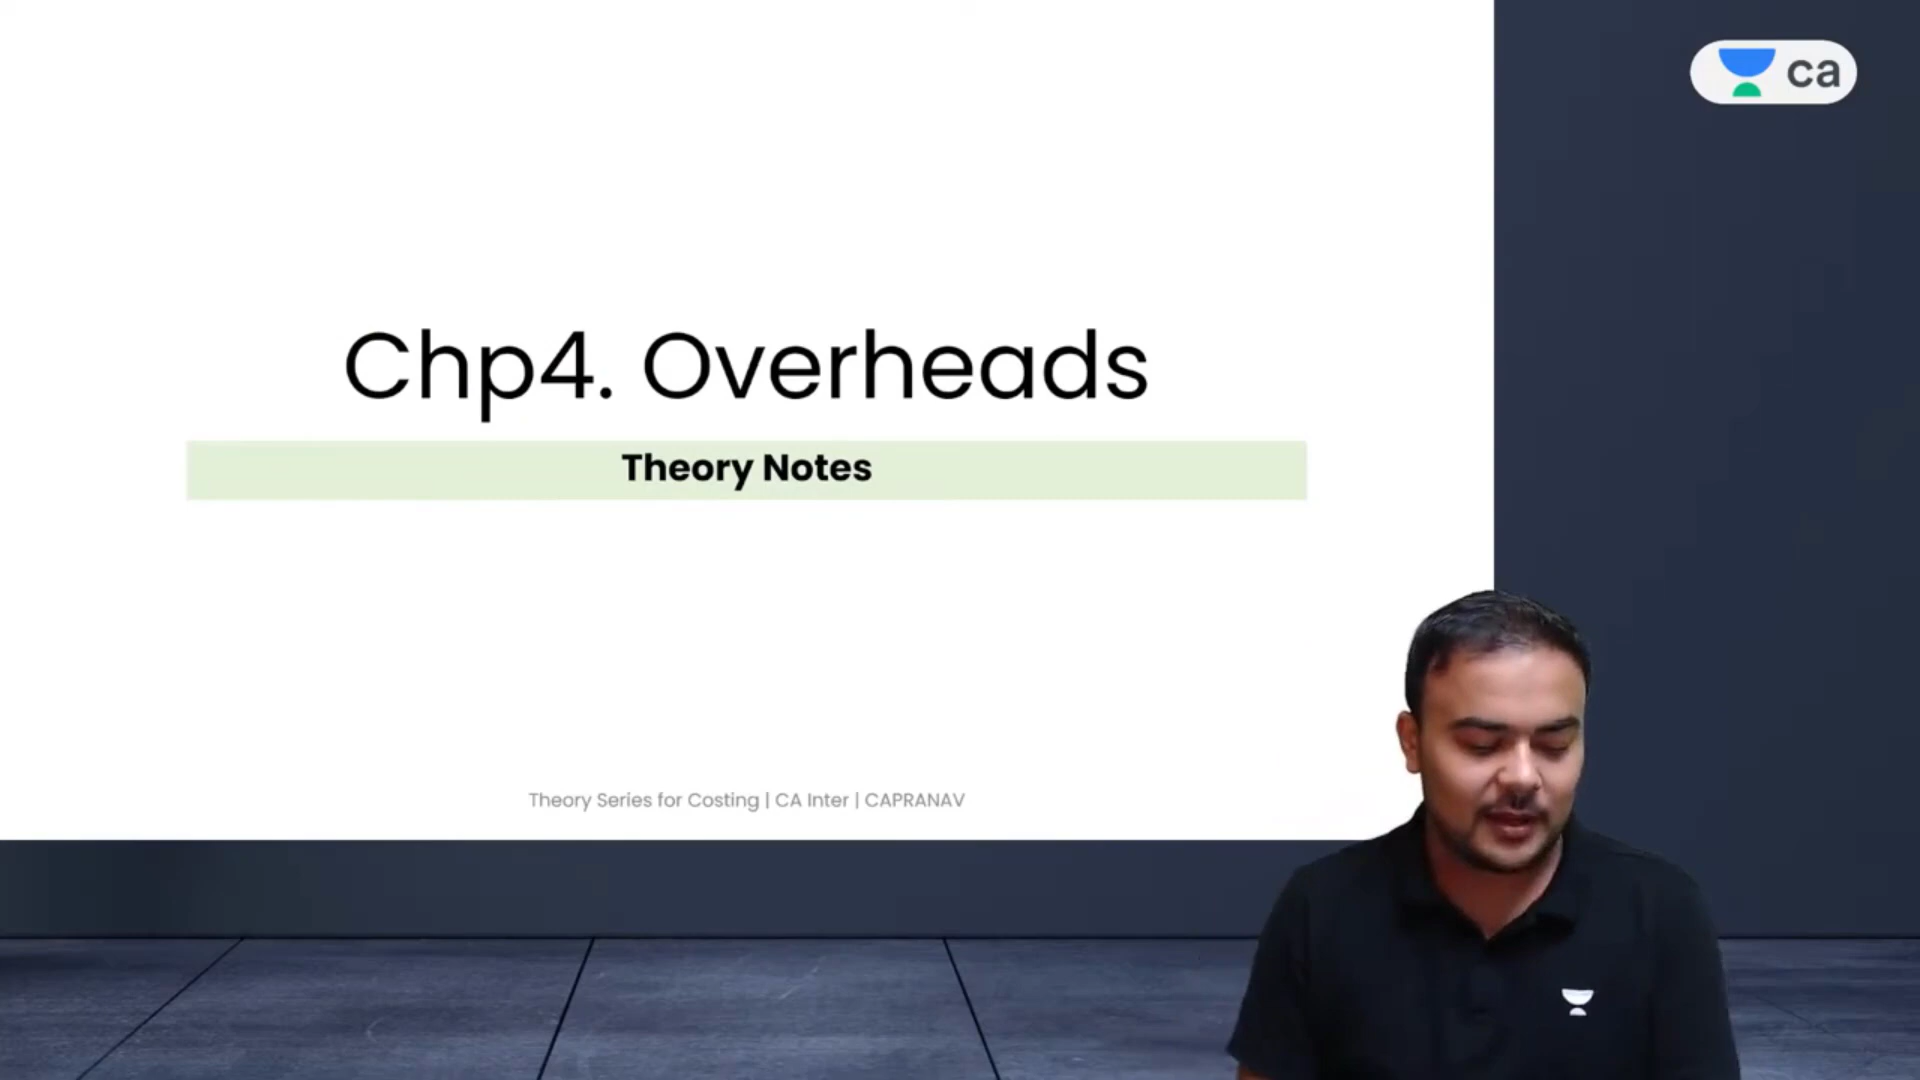 ca
Chp4. Overheads
Theory Notes
Theory Series for Costing | CA Inter | CAPRANAV